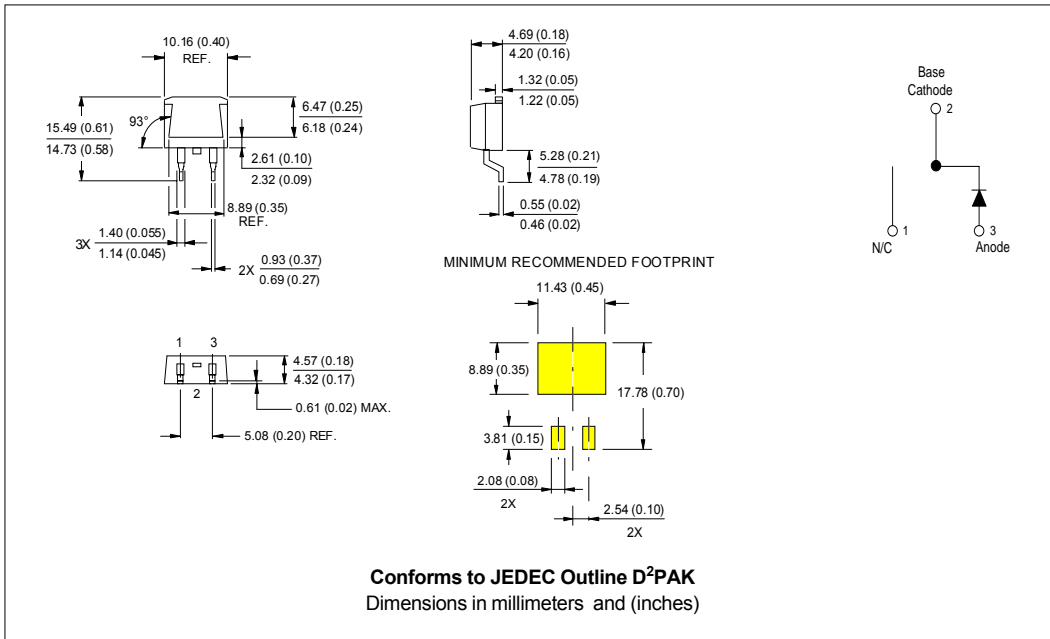 10.16 (0.40)
REF.
4.69 (0.18)
4.20 (0.16)
1.32 (0.05)
1.22 (0.05)
Base
Cathode
2
15.49 (0.61)
14.73 (0.58)
93°
6.47 (0.25)
6.18 (0.24)
2.61 (0.10)
2.32 (0.09)
5.28 (0.21)
4.78 (0.19)
8.89 (0.35)
REF.
0.55 (0.02)
0.46 (0.02)
1
N/C
3
Anode
3X
1.40 (0.055)
1.14 (0.045)
2X
0.93 (0.37)
0.69 (0.27)
MINIMUM RECOMMENDED FOOTPRINT
11.43 (0.45)
1 3
2
4.57 (0.18)
4.32 (0.17)
0.61 (0.02) MAX.
5.08 (0.20) REF.
8.89 (0.35)
17.78 (0.70)
3.81 (0.15)
2.08 (0.08)
2X
2.54 (0.10)
2X
Conforms to JEDEC Outline D²PAK
Dimensions in millimeters and (inches)